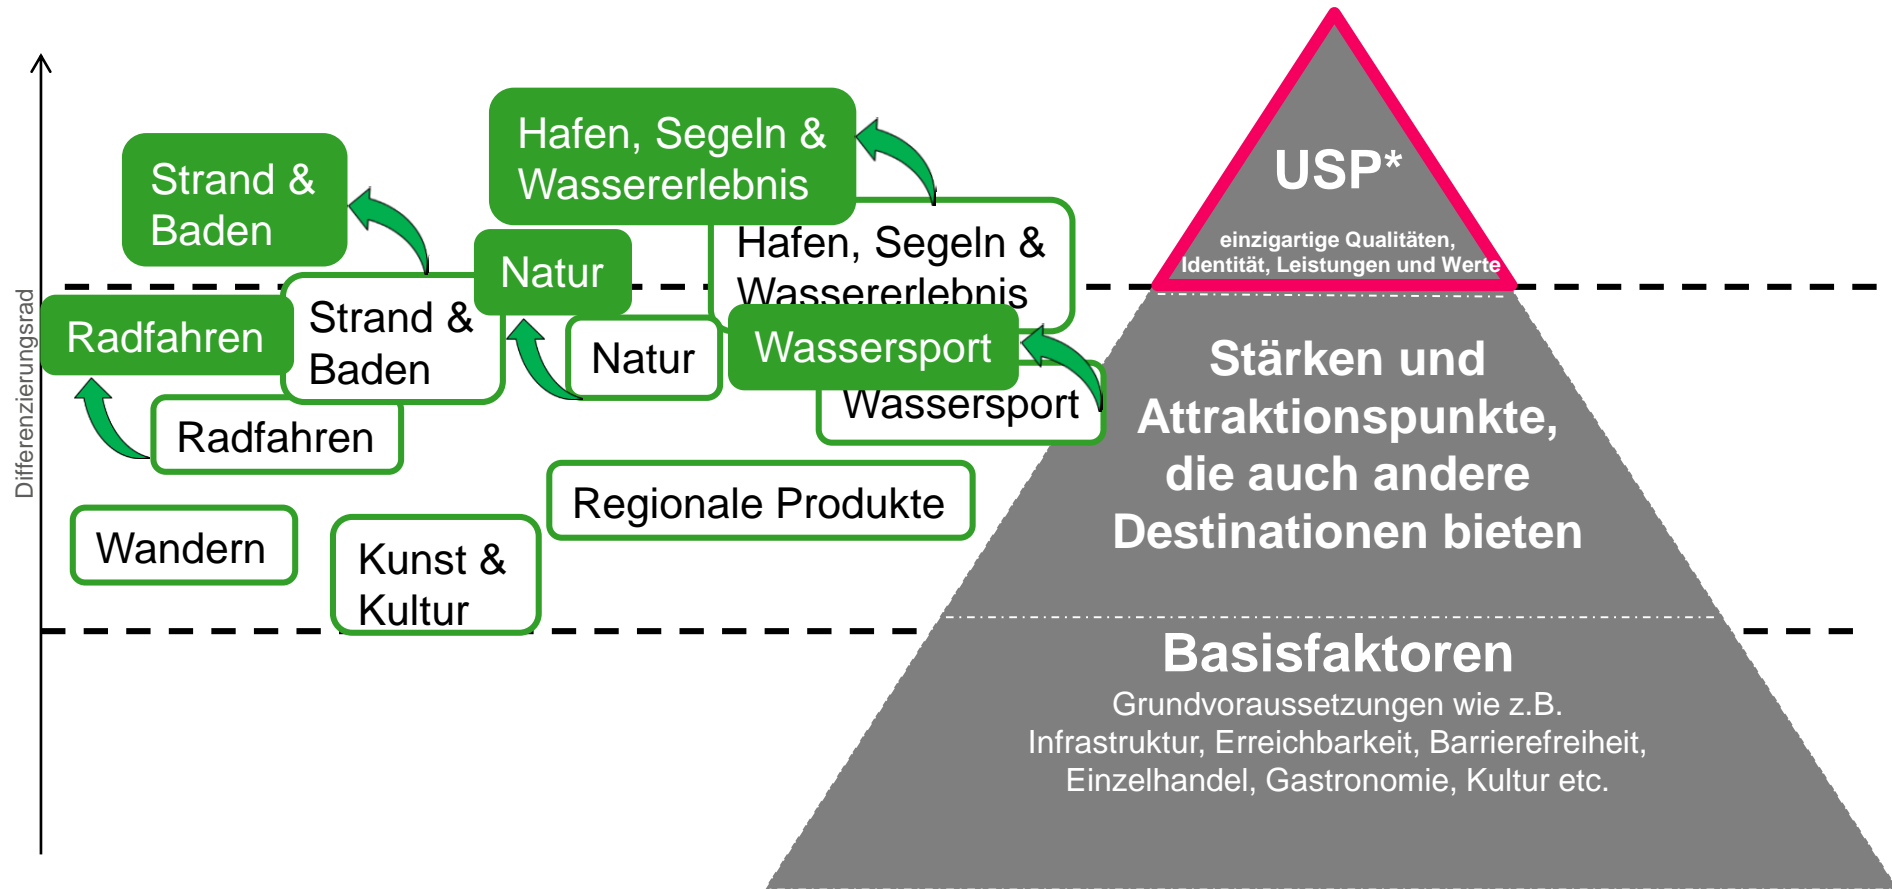 Differenzierungsrad
Strand &
Baden
Hafen, Segeln &
Wassererlebnis
Natur
Radfahren
Wassersport
Hafen, Segeln &
Wassererlebnis
Strand &
Baden
Natur
Wassersport
Radfahren
Regionale Produkte
Wandern
Kunst &
Kultur
USP*
einzigartige Qualitäten,
Identität, Leistungen und Werte
Stärken und
Attraktionspunkte,
die auch andere
Destinationen bieten
Basisfaktoren
Grundvoraussetzungen wie z.B.
Infrastruktur, Erreichbarkeit, Barrierefreiheit,
Einzelhandel, Gastronomie, Kultur etc.